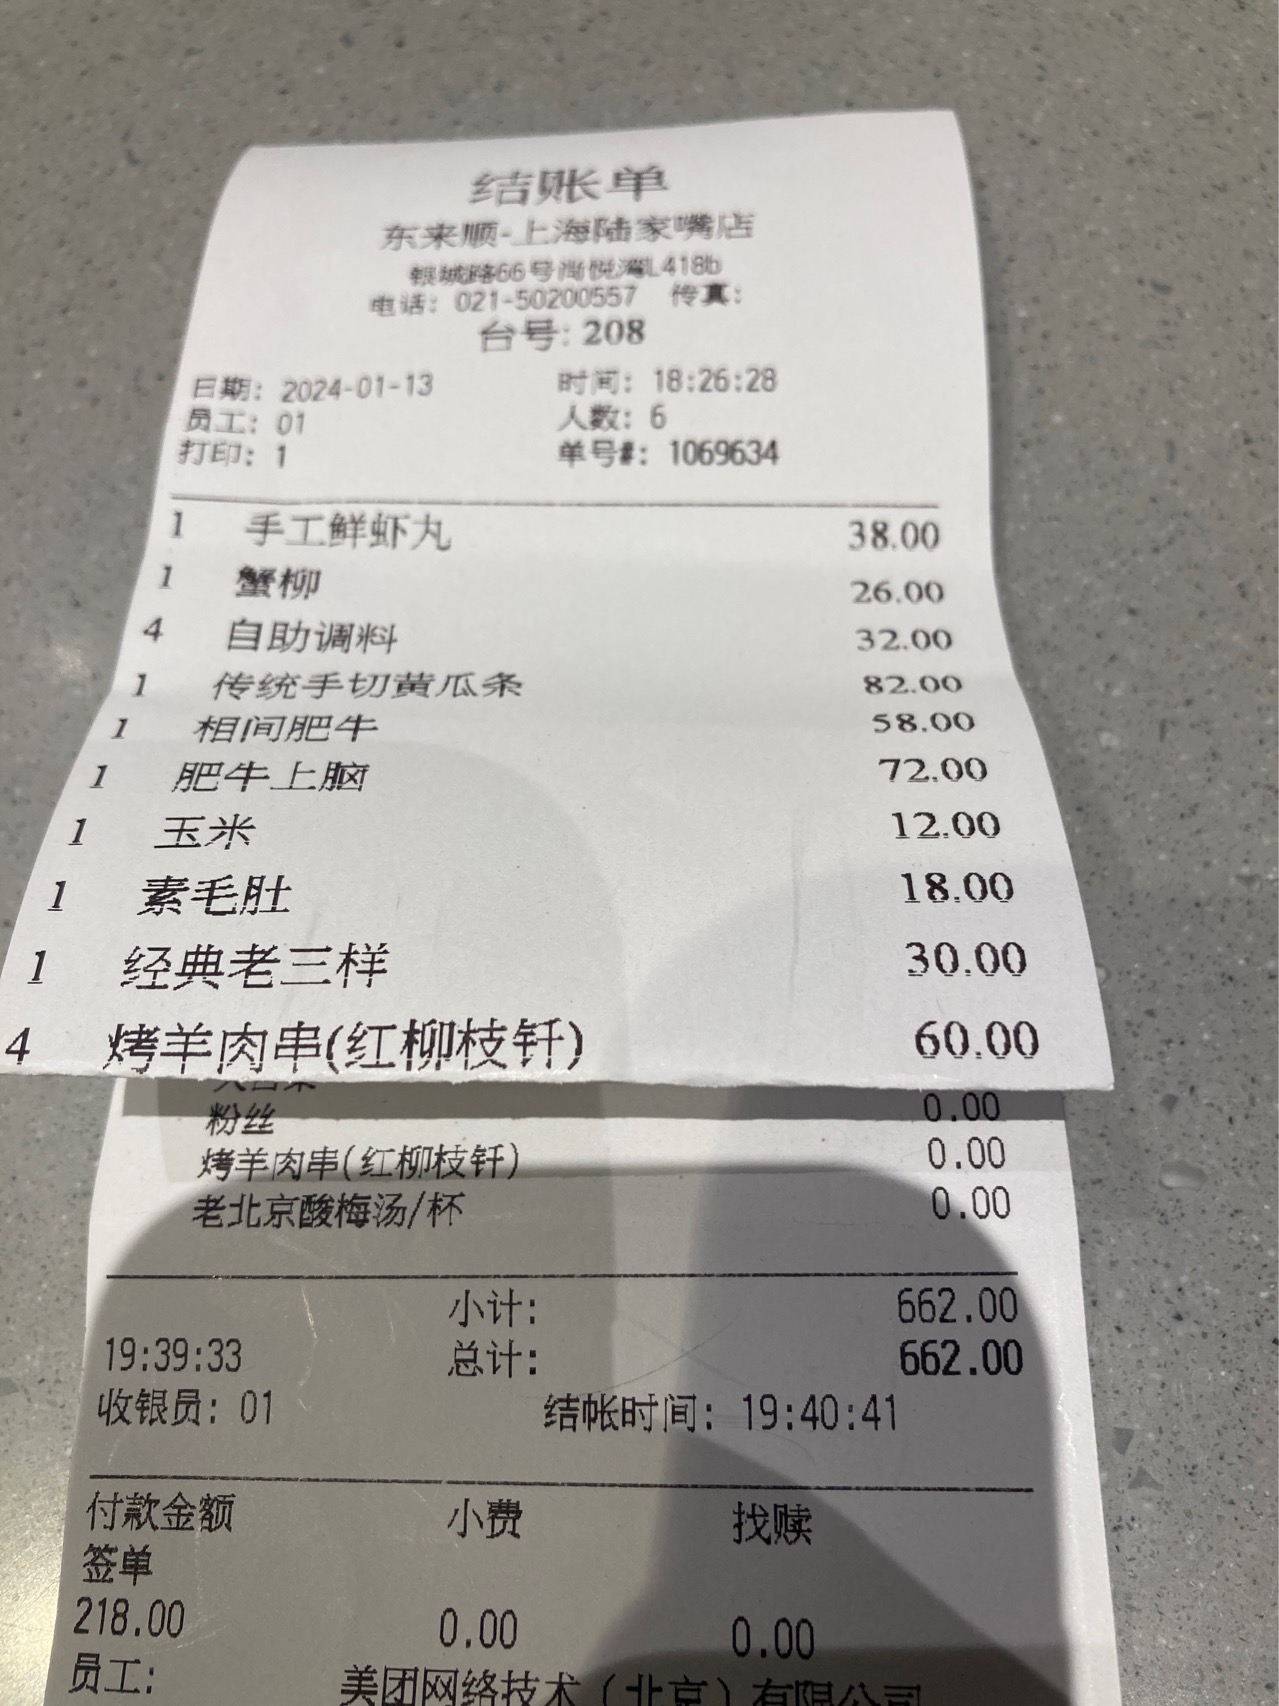 结账单
东来顺-上海陆家嘴店
银城路66号尚悦湾L418b
电话: 021-50200557 传真:
台号: 208
日期: 2024-01-13 时间: 18:26:28
员工: 01 人数: 6
打印: 1 单号#: 1069634
1 手工鲜虾丸 38.00
1 蟹柳 26.00
4 自助调料 32.00
1 传统手切黄瓜条 82.00
1 相间肥牛 58.00
1 肥牛上脑 72.00
1 玉米 12.00
1 素毛肚 18.00
1 经典老三样 30.00
4 烤羊肉串(红柳枝钎) 60.00
粉丝 0.00
烤羊肉串(红柳枝钎) 0.00
老北京酸梅汤/杯 0.00
小计: 662.00
19:39:33 总计: 662.00
收银员: 01 结帐时间: 19:40:41
付款金额 小费 找赎
签单
218.00 0.00 0.00
员工: 美团网络技术（北京）有限公司